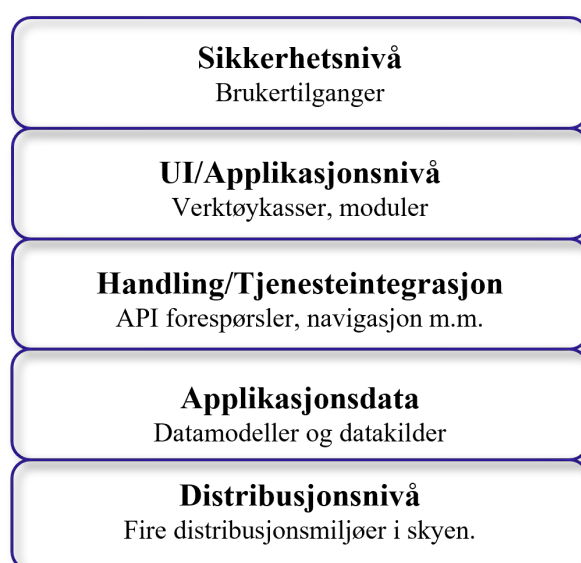 Sikkerhetsnivå
Brukertilganger
UI/Applikasjonsnivå
Verktøykasser, moduler
Handling/Tjenesteintegrasjon
API forespørsler, navigasjon m.m.
Applikasjonsdata
Datamodeller og datakilder
Distribusjonsnivå
Fire distribusjonsmiljøer i skyen.